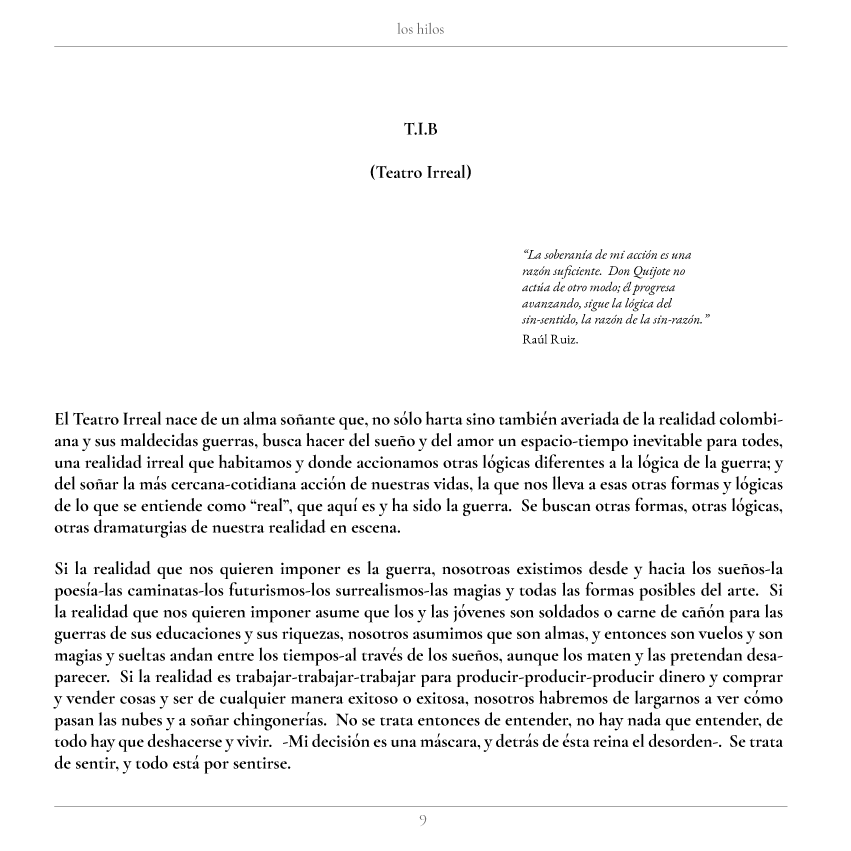 los hilos
T.I.B
(Teatro Irreal)
“La soberanía de mi acción es una
razón suficiente.  Don Quijote no
actúa de otro modo; él progresa
avanzando, sigue la lógica del
sin-sentido, la razón de la sin-razón.”
Raúl Ruiz.
El Teatro Irreal nace de un alma soñante que, no sólo harta sino también averiada de la realidad colombi-
ana y sus maldecidas guerras, busca hacer del sueño y del amor un espacio-tiempo inevitable para todes,
una realidad irreal que habitamos y donde accionamos otras lógicas diferentes a la lógica de la guerra; y
del soñar la más cercana-cotidiana acción de nuestras vidas, la que nos lleva a esas otras formas y lógicas
de lo que se entiende como “real”, que aquí es y ha sido la guerra.  Se buscan otras formas, otras lógicas,
otras dramaturgias de nuestra realidad en escena.
Si la realidad que nos quieren imponer es la guerra, nosotroas existimos desde y hacia los sueños-la
poesía-las caminatas-los futurismos-los surrealismos-las magias y todas las formas posibles del arte.  Si
la realidad que nos quieren imponer asume que los y las jóvenes son soldados o carne de cañón para las
guerras de sus educaciones y sus riquezas, nosotros asumimos que son almas, y entonces son vuelos y son
magias y sueltas andan entre los tiempos-al través de los sueños, aunque los maten y las pretendan desa-
parecer.  Si la realidad es trabajar-trabajar-trabajar para producir-producir-producir dinero y comprar
y vender cosas y ser de cualquier manera exitoso o exitosa, nosotros habremos de largarnos a ver cómo
pasan las nubes y a soñar chingonerías.  No se trata entonces de entender, no hay nada que entender, de
todo hay que deshacerse y vivir.   -Mi decisión es una máscara, y detrás de ésta reina el desorden-.  Se trata
de sentir, y todo está por sentirse.
9